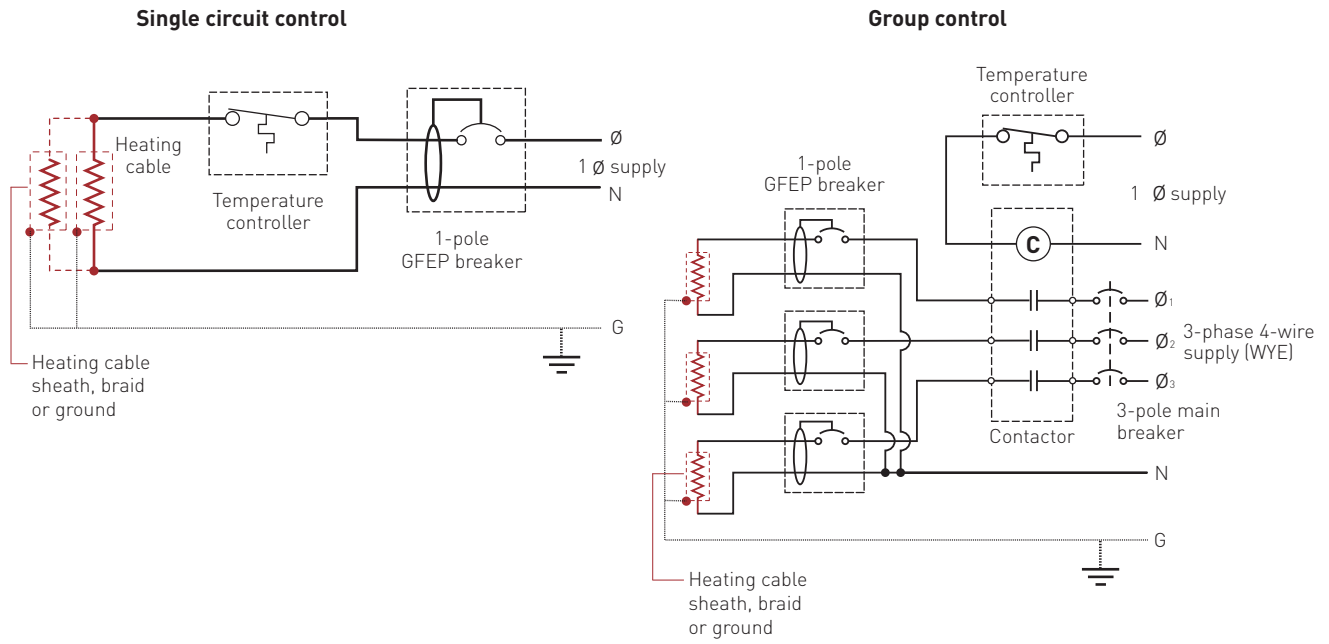 Single circuit control
Heating
cable
Temperature
controller
1-pole
GFEP breaker
Ø
1 Ø supply
N
G
Heating cable
sheath, braid
or ground
Group control
Temperature
controller
Ø
1 Ø supply
N
C
1-pole
GFEP breaker
Ø1
Ø2
Ø3
3-phase 4-wire
supply (WYE)
3-pole main
breaker
Contactor
N
G
Heating cable
sheath, braid
or ground